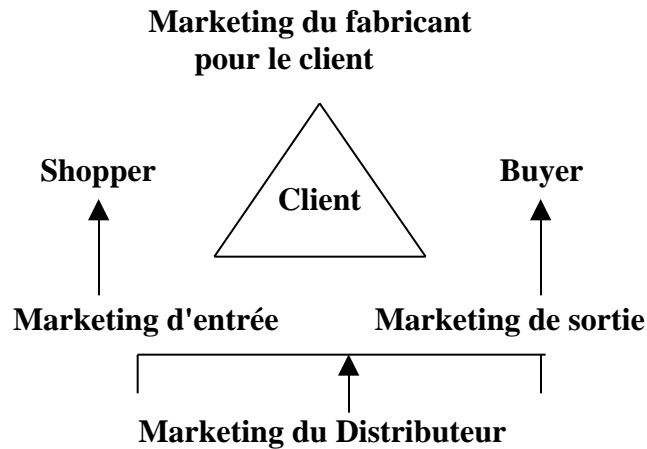 Marketing du fabricant
pour le client
Shopper
Buyer
Client
Marketing d'entrée
Marketing de sortie
Marketing du Distributeur